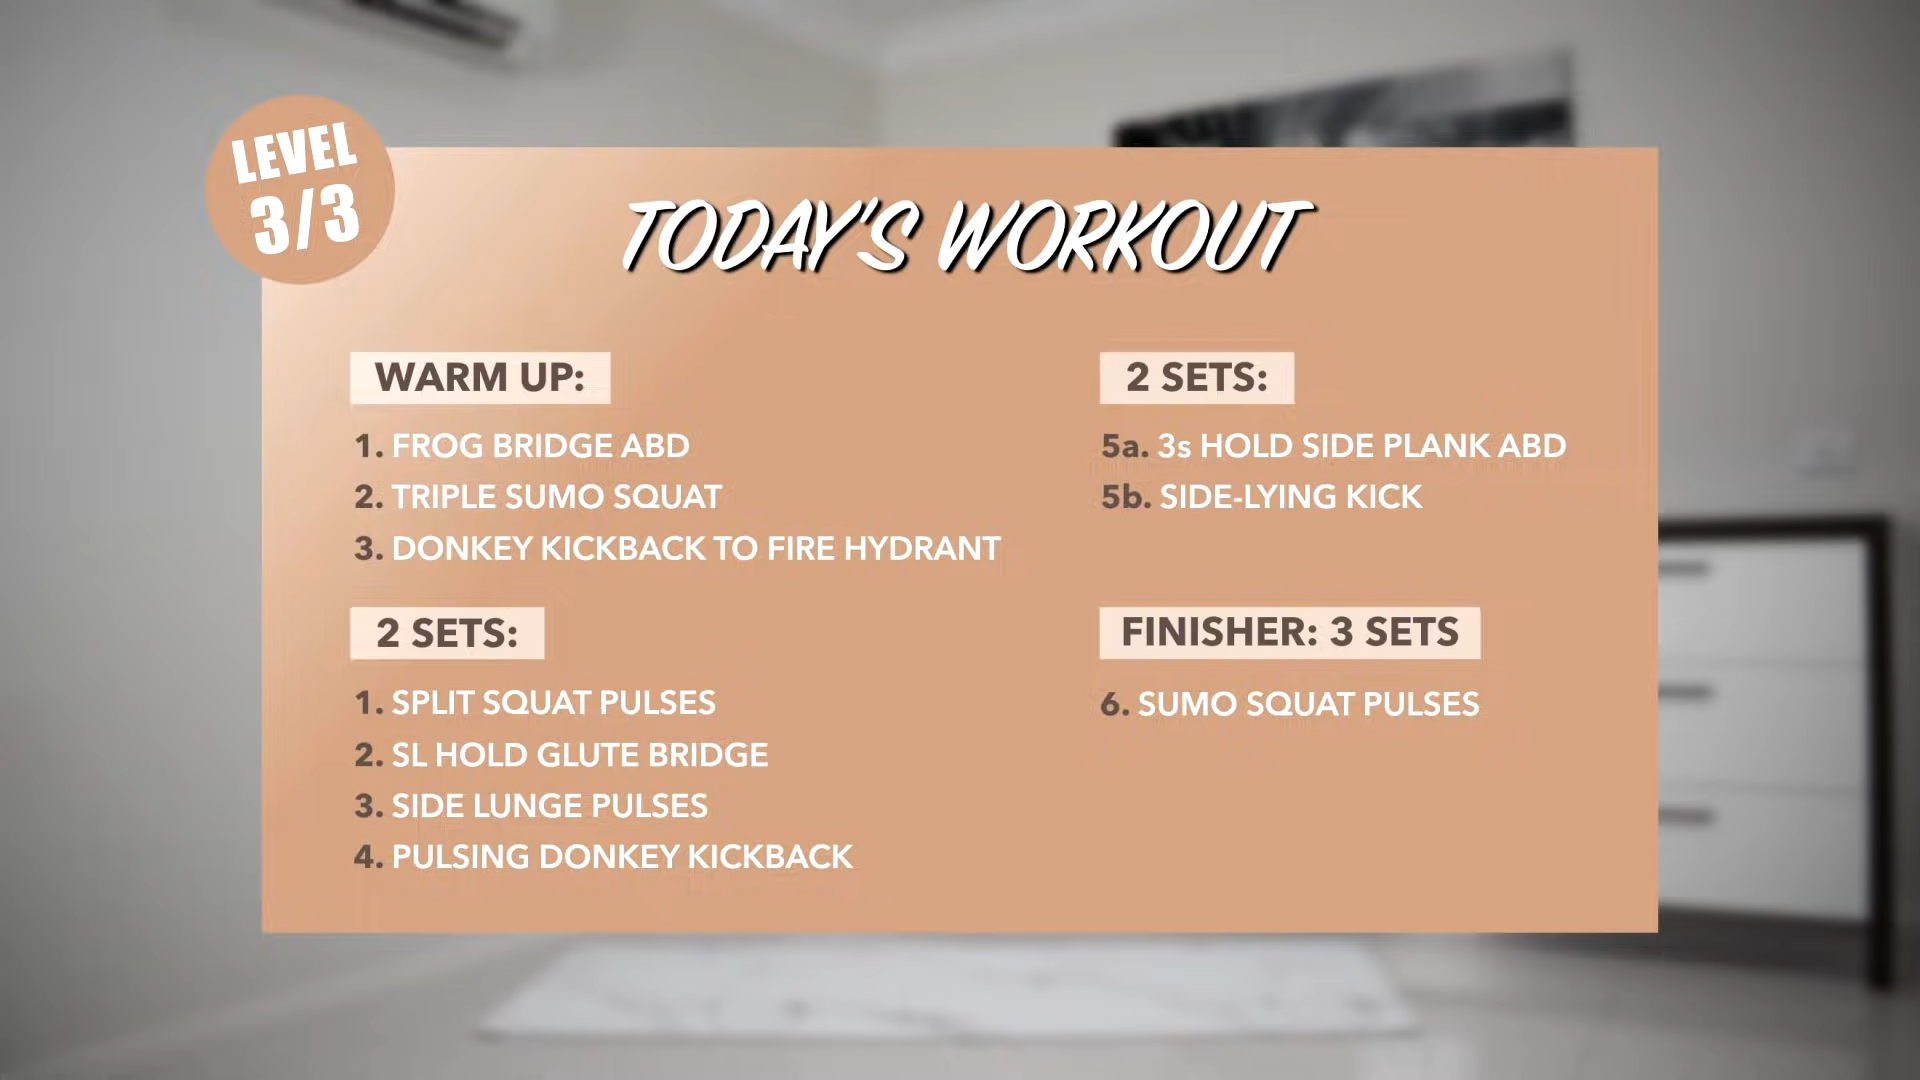 LEVEL
3/3
TODAY'S WORKOUT
WARM UP:
1. FROG BRIDGE ABD
2. TRIPLE SUMO SQUAT
3. DONKEY KICKBACK TO FIRE HYDRANT
2 SETS:
1. SPLIT SQUAT PULSES
2. SL HOLD GLUTE BRIDGE
3. SIDE LUNGE PULSES
4. PULSING DONKEY KICKBACK
2 SETS:
5a. 3s HOLD SIDE PLANK ABD
5b. SIDE-LYING KICK
FINISHER: 3 SETS
6. SUMO SQUAT PULSES